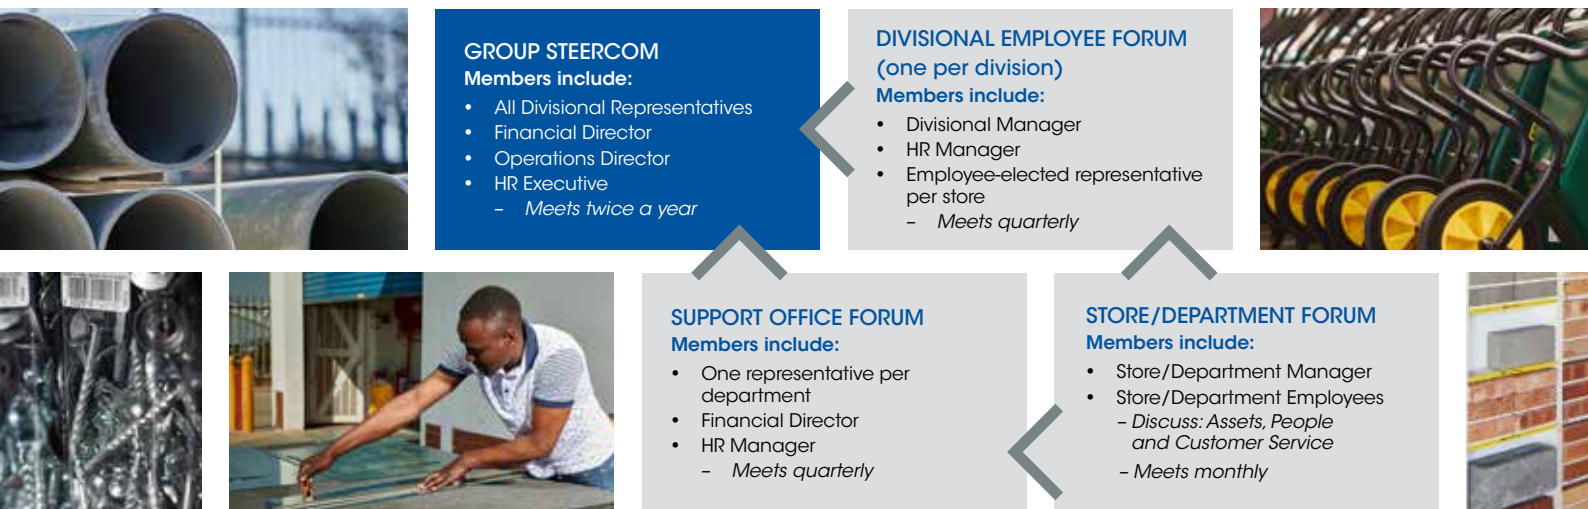 GROUP STEERCOM
Members include:
• All Divisional Representatives
• Financial Director
• Operations Director
• HR Executive
– Meets twice a year
DIVISIONAL EMPLOYEE FORUM
(one per division)
Members include:
• Divisional Manager
• HR Manager
• Employee-elected representative
per store
– Meets quarterly
SUPPORT OFFICE FORUM
Members include:
• One representative per
department
• Financial Director
• HR Manager
– Meets quarterly
STORE/DEPARTMENT FORUM
Members include:
• Store/Department Manager
• Store/Department Employees
– Discuss: Assets, People
and Customer Service
– Meets monthly